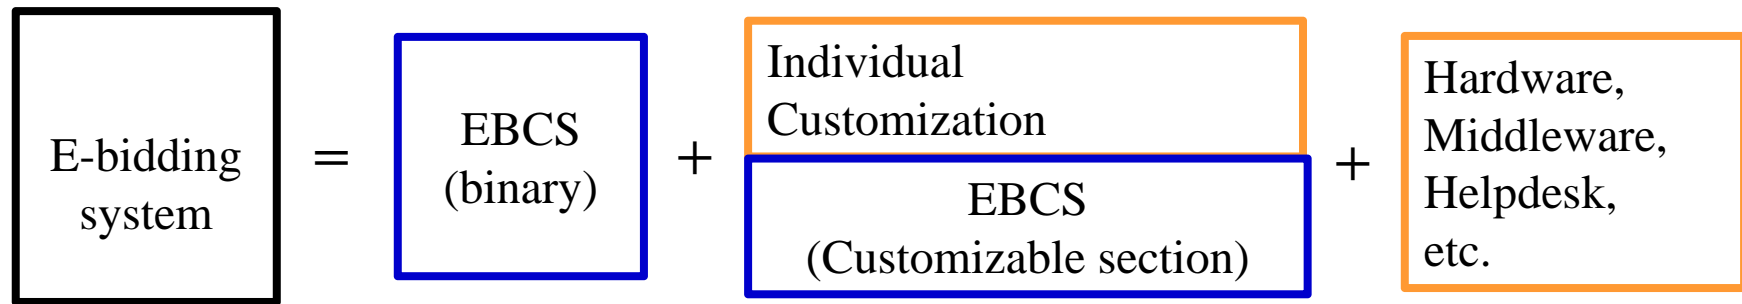 E-bidding
system
=
EBCS
(binary)
+
Individual
Customization
EBCS
(Customizable section)
+
Hardware,
Middleware,
Helpdesk,
etc.